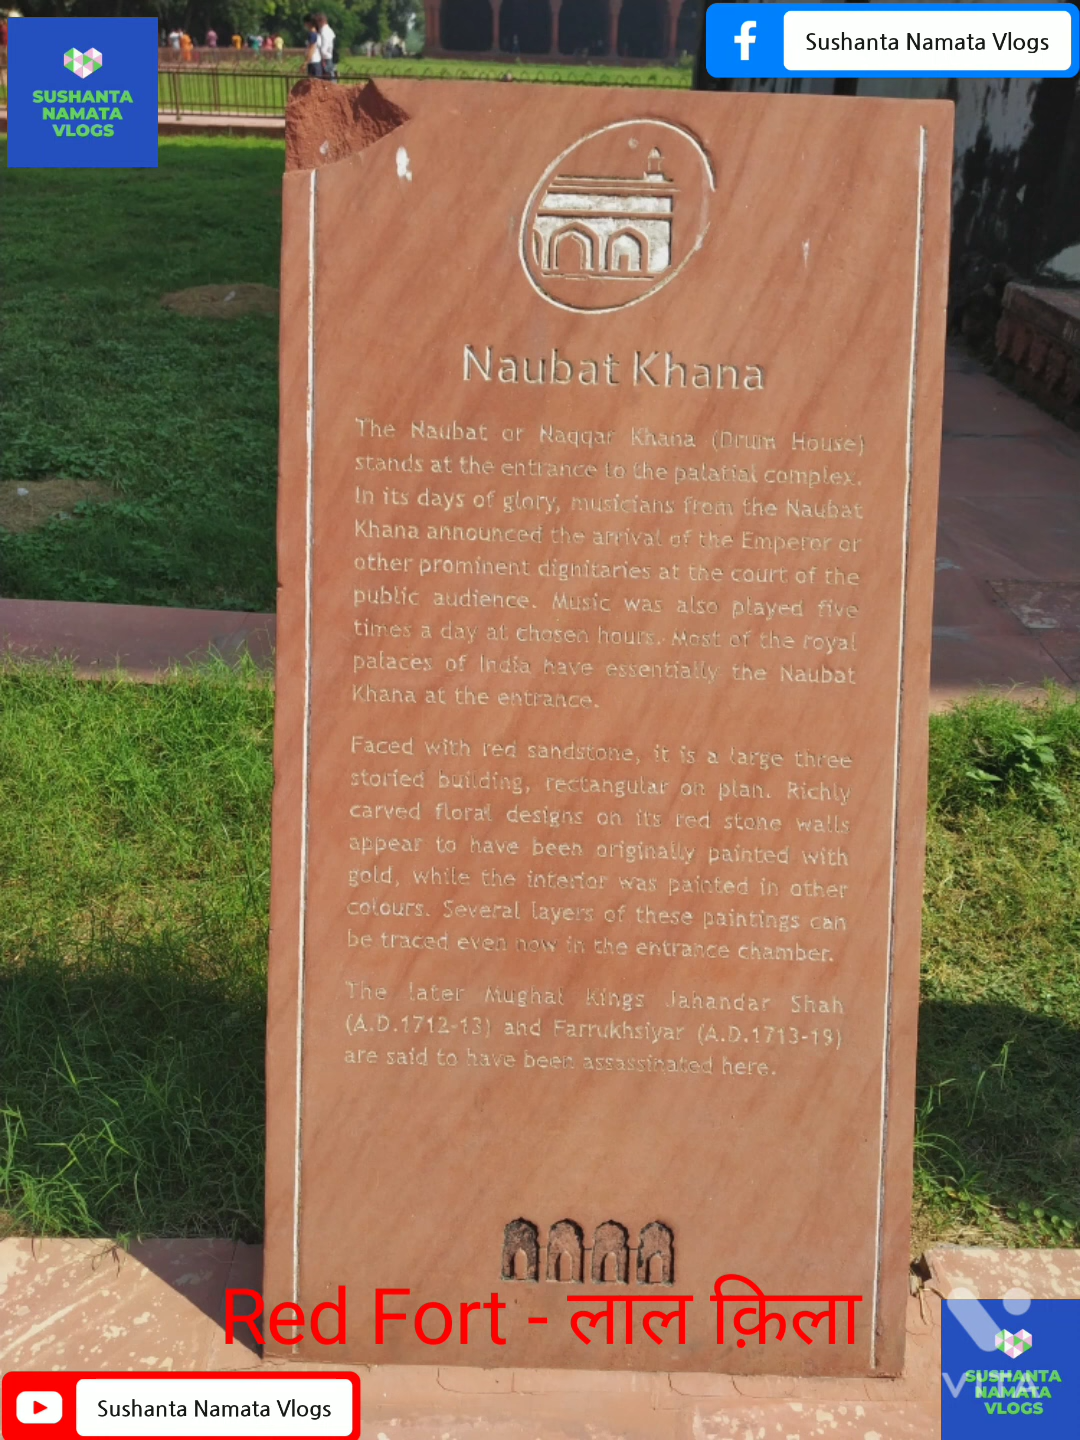 SUSHANTA
NAMATA
VLOGS
Sushanta Namata Vlogs
Naubat Khana
The Naubat or Naqqar Khana (Drum House)
stands at the entrance to the palatial complex.
In its days of glory, musicians from the Naubat
Khana announced the arrival of the Emperor or
other prominent dignitaries at the court of the
public audience. Music was also played five
times a day at chosen hours. Most of the royal
palaces of India have essentially the Naubat
Khana at the entrance.
Faced with red sandstone, it is a large three
storied building, rectangular on plan. Richly
carved floral designs on its red stone walls
appear to have been originally painted with
gold, while the interior was painted in other
colours. Several layers of these paintings can
be traced even now in the entrance chamber.
The later Mughal Kings Jahandar Shah
(A.D.1712-13) and Farrukhsiyar (A.D.1713-19)
are said to have been assassinated here.
Red Fort - लाल क़िला
VITA
SUSHANTA
NAMATA
VLOGS
Sushanta Namata Vlogs